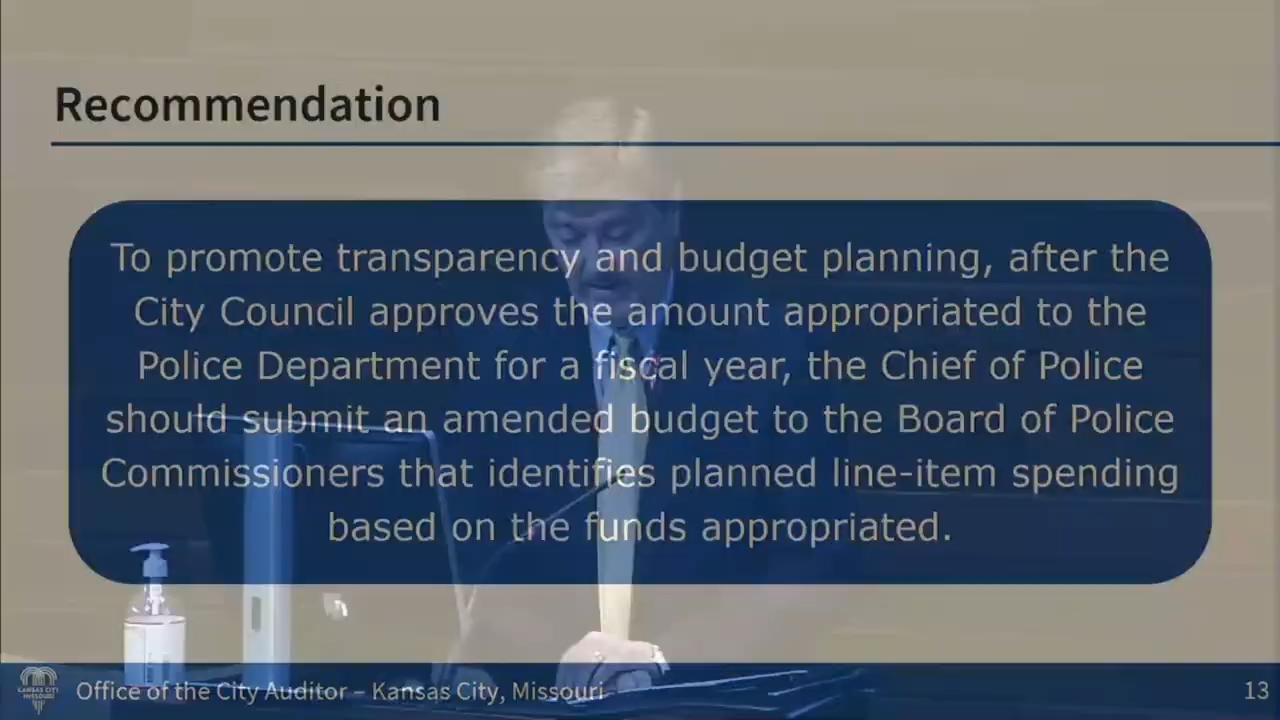 Recommendation
To promote transparency and budget planning, after the
City Council approves the amount appropriated to the
Police Department for a fiscal year, the Chief of Police
should submit an amended budget to the Board of Police
Commissioners that identifies planned line-item spending
based on the funds appropriated.
KANSAS CITY
MISSOURI
Office of the City Auditor – Kansas City, Missouri
13